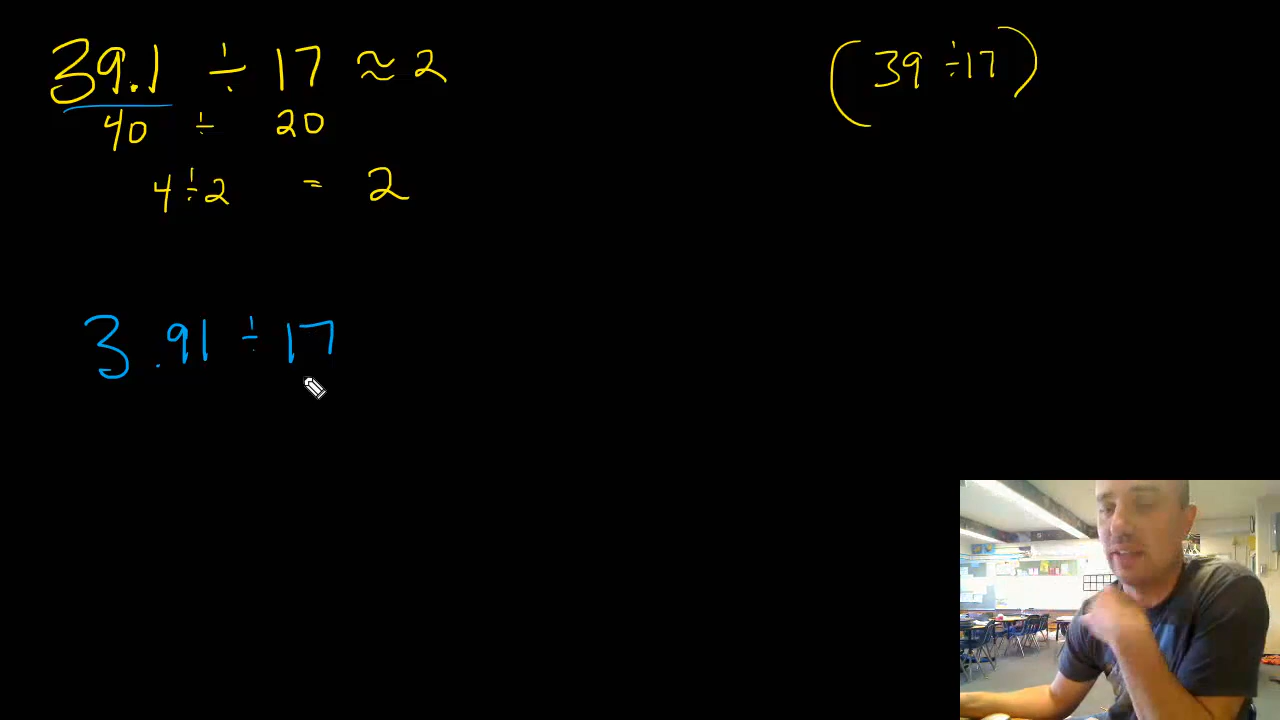 39.1 ÷ 17 ≈ 2
(39 ÷ 17)
40 ÷ 20
4 ÷ 2 = 2
3.91 ÷ 17